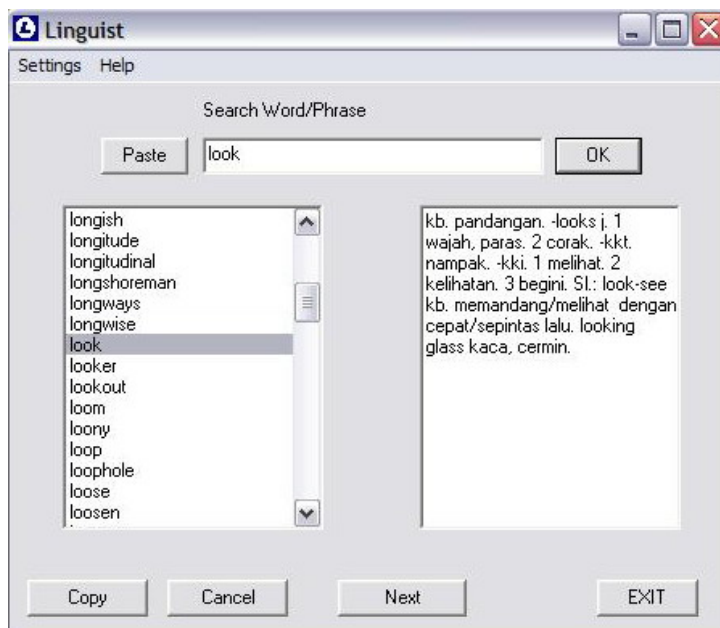 Linguist
Settings Help
Search Word/Phrase
Paste look OK
longish
longitude
longitudinal
longshoreman
longways
longwise
look
looker
lookout
loom
loony
loop
loophole
loose
loosen
kb. pandangan. -looks j. 1
wajah, paras. 2 corak. -kkt.
nampak. -kki. 1 melihat. 2
kelihatan. 3 begini. Sl.: look-see
kb. memandang/melihat dengan
cepat/sepintas lalu. looking
glass kaca, cermin.
Copy Cancel Next EXIT